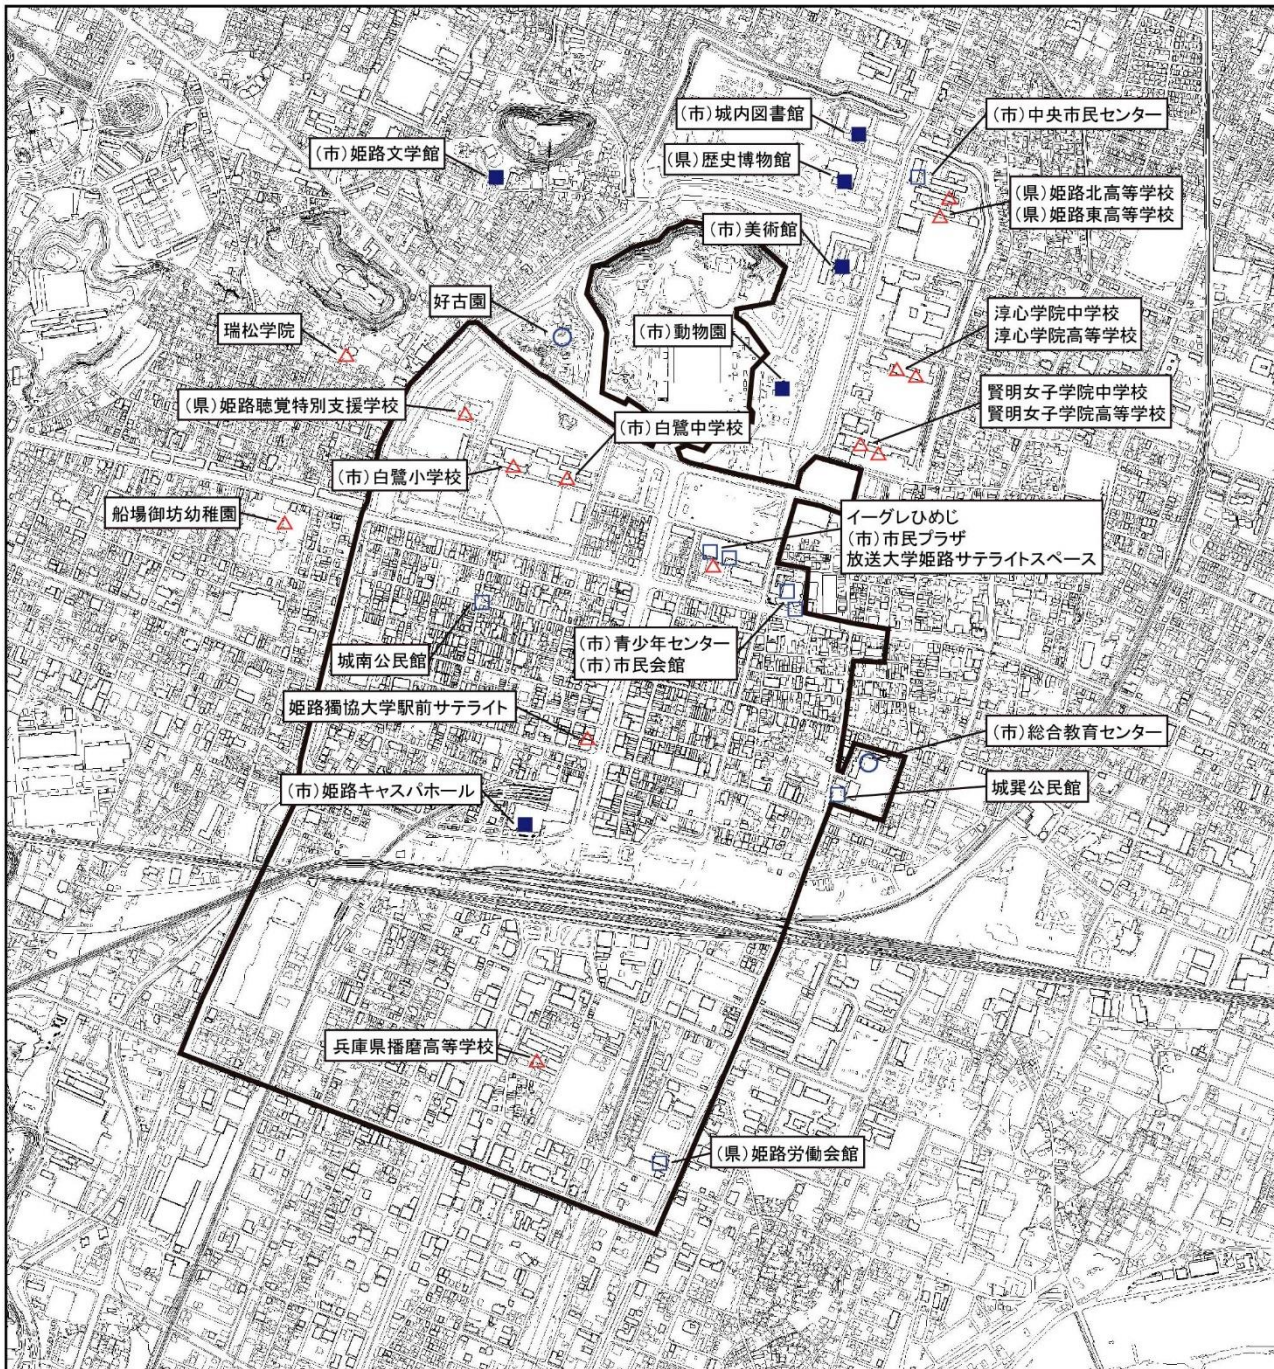 (市)城内図書館
(市)中央市民センター
(市)姫路文学館
(県)歴史博物館
(県)姫路北高等学校
(県)姫路東高等学校
(市)美術館
好古園
(市)動物園
淳心学院中学校
淳心学院高等学校
瑞松学院
賢明女子学院中学校
賢明女子学院高等学校
(県)姫路聴覚特別支援学校
(市)白鷺中学校
(市)白鷺小学校
船場御坊幼稚園
イーグレひめじ
(市)市民プラザ
放送大学姫路サテライトスペース
(市)青少年センター
(市)市民会館
城南公民館
姫路獨協大学駅前サテライト
(市)総合教育センター
(市)姫路キャスパホール
城巽公民館
兵庫県播磨高等学校
(県)姫路労働会館